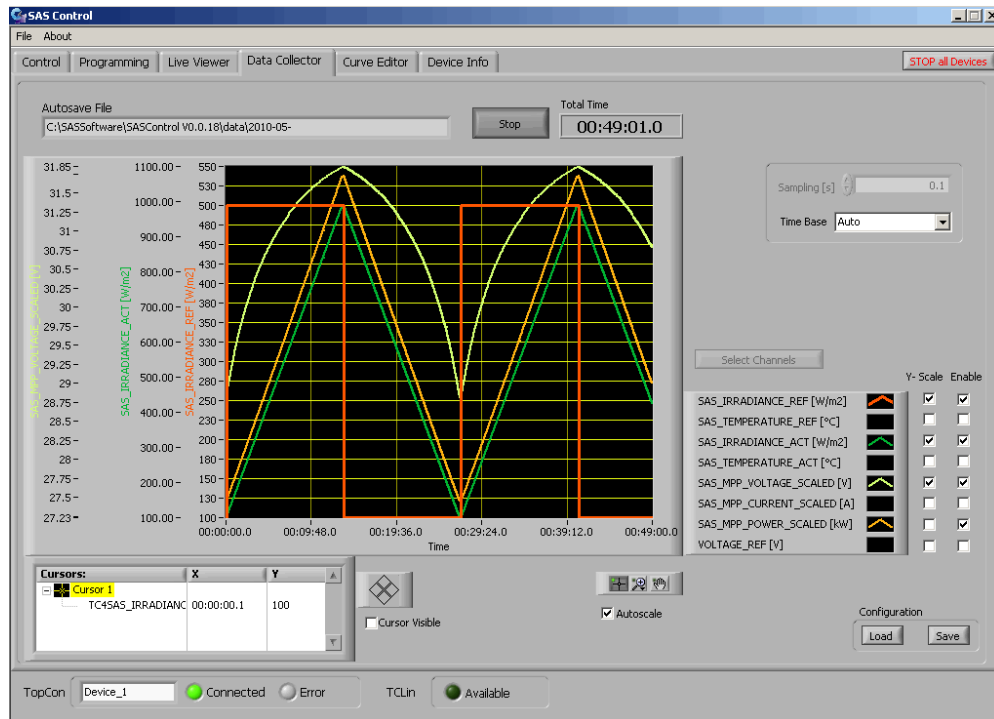 SAS Control
File About
Control Programming Live Viewer Data Collector Curve Editor Device Info STOP all Devices
Autosave File
C:\SASSoftware\SASControl V0.0.18\data\2010-05-
Stop
Total Time
00:49:01.0
SAS_MPP_VOLTAGE_SCALED [V]
31.85
31.5
31.25
31
30.75
30.5
30.25
30
29.75
29.5
29.25
29
28.75
28.5
28.25
28
27.75
27.5
27.23
SAS_IRRADIANCE_ACT [W/m2]
1100.00
1000.00
900.00
800.00
700.00
600.00
500.00
400.00
300.00
200.00
100.00
SAS_IRRADIANCE_REF [W/m2]
550
530
500
480
450
430
400
380
350
330
300
280
250
230
200
180
150
130
100
00:00:00.0 00:09:48.0 00:19:36.0 00:29:24.0 00:39:12.0 00:49:00.0
Time
Sampling [s] 0.1
Time Base Auto
Select Channels
Y- Scale Enable
SAS_IRRADIANCE_REF [W/m2]
SAS_TEMPERATURE_REF [°C]
SAS_IRRADIANCE_ACT [W/m2]
SAS_TEMPERATURE_ACT [°C]
SAS_MPP_VOLTAGE_SCALED [V]
SAS_MPP_CURRENT_SCALED [A]
SAS_MPP_POWER_SCALED [kW]
VOLTAGE_REF [V]
Cursors: X Y
Cursor 1
TC4SAS_IRRADIANC 00:00:00.1 100
Cursor Visible
Autoscale
Configuration
Load Save
TopCon Device_1 Connected Error TCLin Available